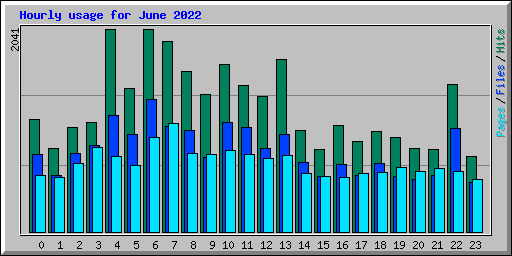 Hourly usage for June 2022
2041
Pages/Files/Hits
0 1 2 3 4 5 6 7 8 9 10 11 12 13 14 15 16 17 18 19 20 21 22 23